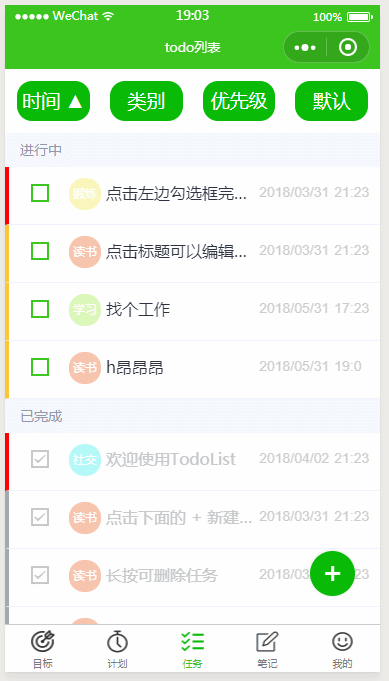 WeChat 19:03 100%
todo列表
时间 ▲ 类别 优先级 默认
进行中
锻炼 点击左边勾选框完... 2018/03/31 21:23
读书 点击标题可以编辑... 2018/03/31 21:23
学习 找个工作 2018/05/31 17:23
读书 h昂昂昂 2018/05/31 19:0
已完成
社交 欢迎使用TodoList 2018/04/02 21:23
读书 点击下面的 + 新建... 2018/03/31 21:23
读书 长按可删除任务 2018/03/31 21:23
目标 计划 任务 笔记 我的